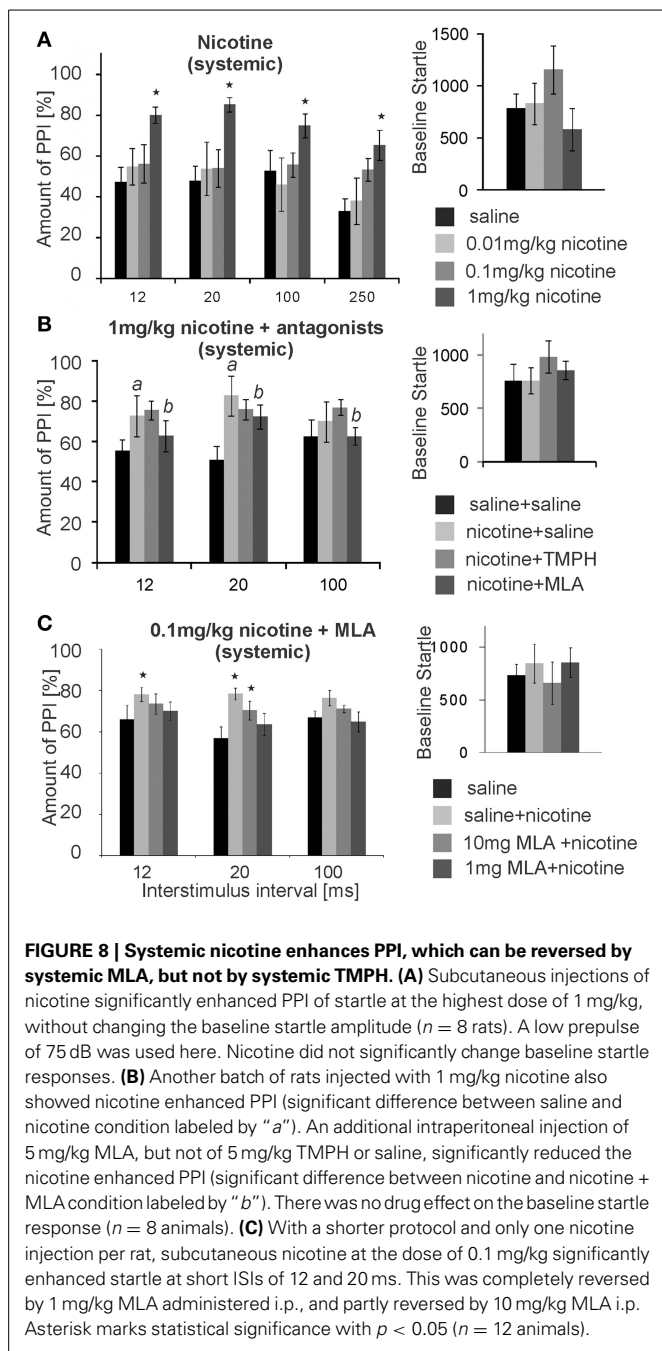 A
Nicotine
(systemic)
Amount of PPI [%]
100
80
60
40
20
0
★
★
★
★
12 20 100 250
Baseline Startle
1500
1000
500
0
saline
0.01mg/kg nicotine
0.1mg/kg nicotine
1mg/kg nicotine
B
1mg/kg nicotine + antagonists
(systemic)
Amount of PPI [%]
100
80
60
40
20
0
a b
a b
b
12 20 100
Baseline Startle
1000
500
0
saline+saline
nicotine+saline
nicotine+TMPH
nicotine+MLA
C
0.1mg/kg nicotine + MLA
(systemic)
Amount of PPI [%]
100
80
60
40
20
0
★
★ ★
12 20 100
Interstimulus interval [ms]
Baseline Startle
1000
500
0
saline
saline+nicotine
10mg MLA +nicotine
1mg MLA+nicotine
FIGURE 8 | Systemic nicotine enhances PPI, which can be reversed by
systemic MLA, but not by systemic TMPH. (A) Subcutaneous injections of
nicotine significantly enhanced PPI of startle at the highest dose of 1 mg/kg,
without changing the baseline startle amplitude (n = 8 rats). A low prepulse
of 75 dB was used here. Nicotine did not significantly change baseline startle
responses. (B) Another batch of rats injected with 1 mg/kg nicotine also
showed nicotine enhanced PPI (significant difference between saline and
nicotine condition labeled by “a”). An additional intraperitoneal injection of
5 mg/kg MLA, but not of 5 mg/kg TMPH or saline, significantly reduced the
nicotine enhanced PPI (significant difference between nicotine and nicotine +
MLA condition labeled by “b”). There was no drug effect on the baseline startle
response (n = 8 animals). (C) With a shorter protocol and only one nicotine
injection per rat, subcutaneous nicotine at the dose of 0.1 mg/kg significantly
enhanced startle at short ISIs of 12 and 20 ms. This was completely reversed
by 1 mg/kg MLA administered i.p., and partly reversed by 10 mg/kg MLA i.p.
Asterisk marks statistical significance with p < 0.05 (n = 12 animals).